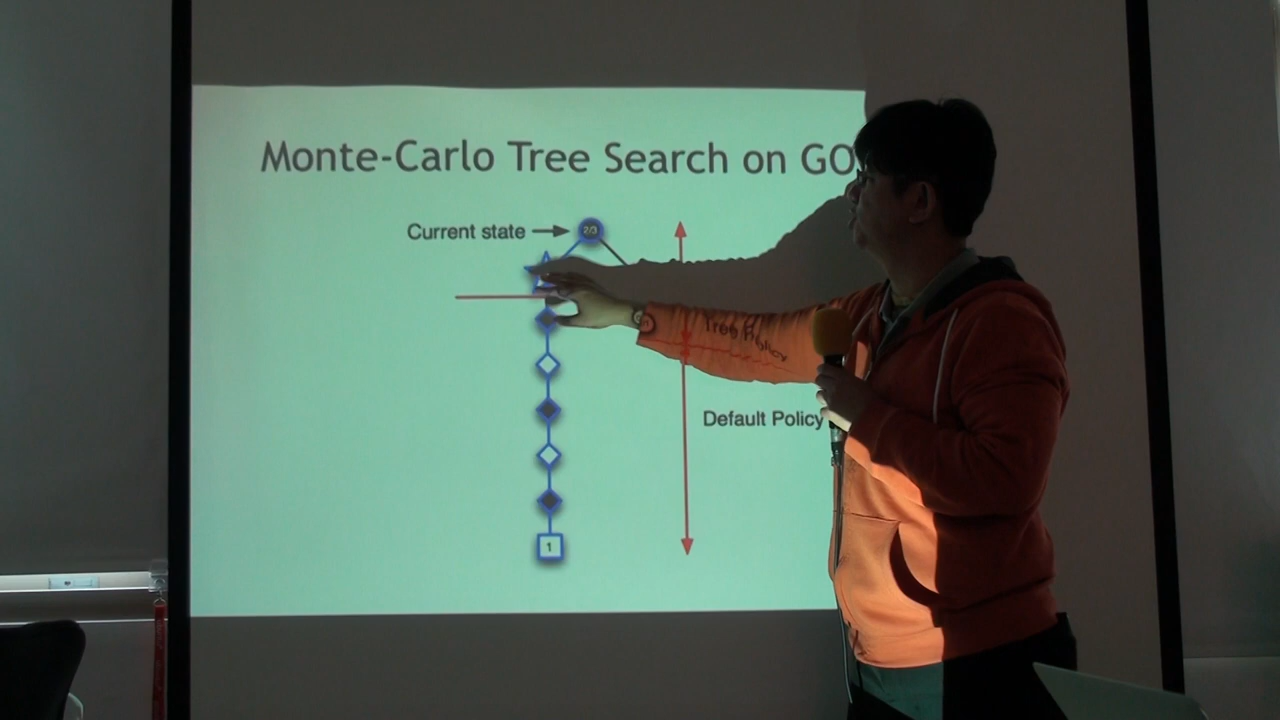 Monte-Carlo Tree Search on GO
Current state
2/3
Tree Policy
Default Policy
1